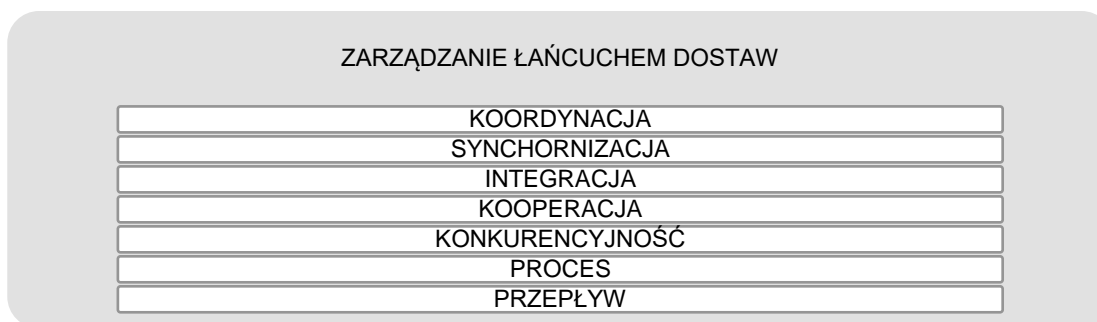 ZARZĄDZANIE ŁAŃCUCHEM DOSTAW
KOORDYNACJA
SYNCHORNIZACJA
INTEGRACJA
KOOPERACJA
KONKURENCYJNOŚĆ
PROCES
PRZEPŁYW